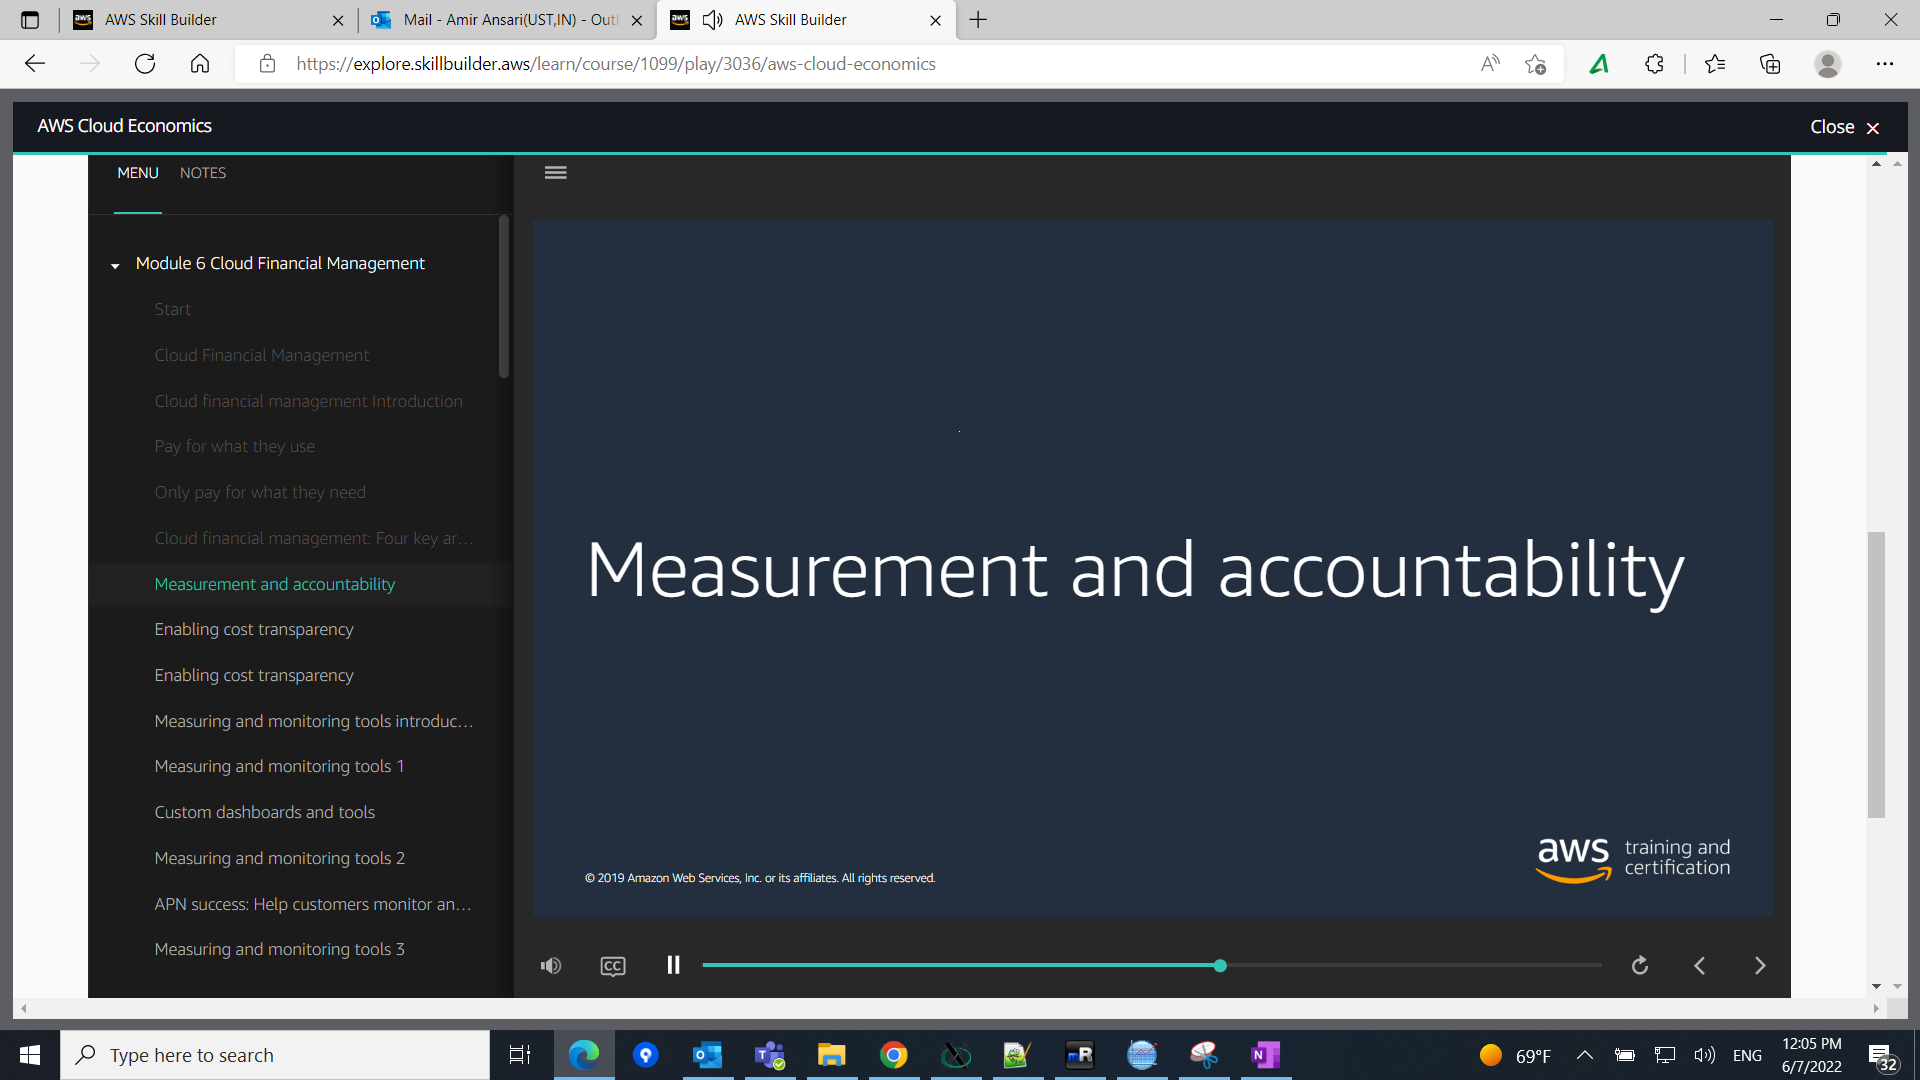 AWS Skill Builder
Mail - Amir Ansari(UST,IN) - Outl
AWS Skill Builder
https://explore.skillbuilder.aws/learn/course/1099/play/3036/aws-cloud-economics
AWS Cloud Economics
Close
MENU
NOTES
Module 6 Cloud Financial Management
Start
Cloud Financial Management
Cloud financial management Introduction
Pay for what they use
Only pay for what they need
Cloud financial management: Four key ar...
Measurement and accountability
Enabling cost transparency
Enabling cost transparency
Measuring and monitoring tools introduc...
Measuring and monitoring tools 1
Custom dashboards and tools
Measuring and monitoring tools 2
APN success: Help customers monitor an...
Measuring and monitoring tools 3
Measurement and accountability
© 2019 Amazon Web Services, Inc. or its affiliates. All rights reserved.
aws
training and
certification
CC
Type here to search
69°F
ENG
12:05 PM
6/7/2022
32